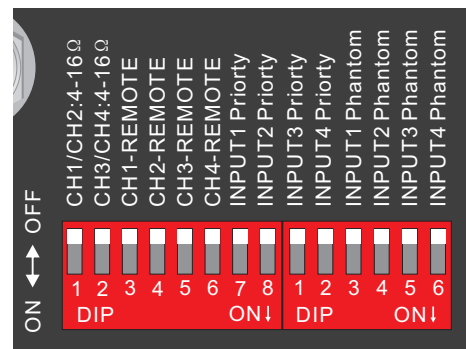 ON ⟷ OFF
CH1/CH2:4-16Ω
CH3/CH4:4-16Ω
CH1-REMOTE
CH2-REMOTE
CH3-REMOTE
CH4-REMOTE
INPUT1 Priorty
INPUT2 Priorty
INPUT3 Priorty
INPUT4 Priorty
INPUT1 Phantom
INPUT2 Phantom
INPUT3 Phantom
INPUT4 Phantom
1 2 3 4 5 6 7 8 1 2 3 4 5 6
DIP ON↓ DIP ON↓